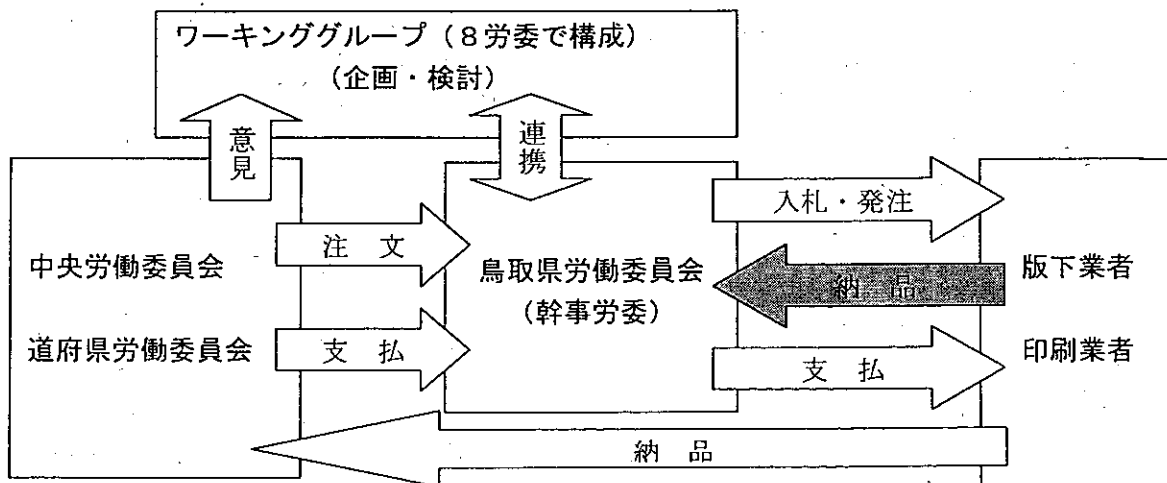 ワーキンググループ（８労委で構成）
（企画・検討）
意見
連携
中央労働委員会
道府県労働委員会
注　文
支　払
鳥取県労働委員会
（幹事労委）
入札・発注
納　品
支　払
版下業者
印刷業者
納　品